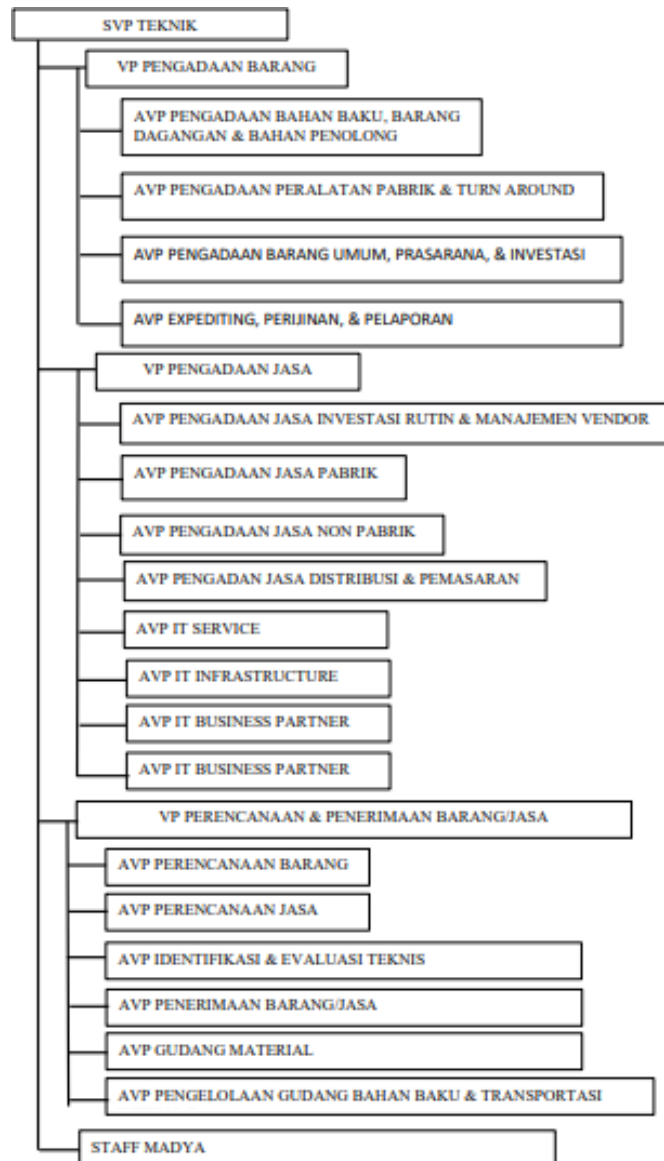 SVP TEKNIK
VP PENGADAAN BARANG
AVP PENGADAAN BAHAN BAKU, BARANG
DAGANGAN & BAHAN PENOLONG
AVP PENGADAAN PERALATAN PABRIK & TURN AROUND
AVP PENGADAAN BARANG UMUM, PRASARANA, & INVESTASI
AVP EXPEDITING, PERIJINAN, & PELAPORAN
VP PENGADAAN JASA
AVP PENGADAAN JASA INVESTASI RUTIN & MANAJEMEN VENDOR
AVP PENGADAAN JASA PABRIK
AVP PENGADAAN JASA NON PABRIK
AVP PENGADAN JASA DISTRIBUSI & PEMASARAN
AVP IT SERVICE
AVP IT INFRASTRUCTURE
AVP IT BUSINESS PARTNER
AVP IT BUSINESS PARTNER
VP PERENCANAAN & PENERIMAAN BARANG/JASA
AVP PERENCANAAN BARANG
AVP PERENCANAAN JASA
AVP IDENTIFIKASI & EVALUASI TEKNIS
AVP PENERIMAAN BARANG/JASA
AVP GUDANG MATERIAL
AVP PENGELOLAAN GUDANG BAHAN BAKU & TRANSPORTASI
STAFF MADYA